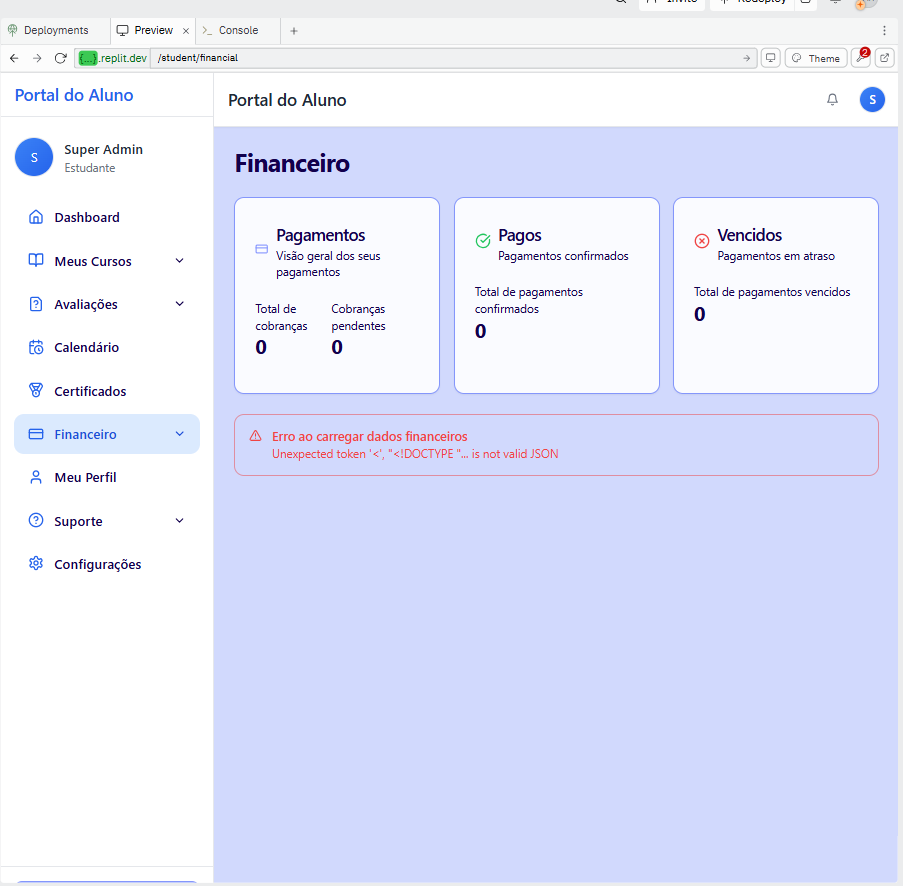 Invite
Redeploy
Deployments
Preview
Console
{...}.replit.dev
/student/financial
Theme
2
Portal do Aluno
Portal do Aluno
S
S
Super Admin
Estudante
Dashboard
Meus Cursos
Avaliações
Calendário
Certificados
Financeiro
Meu Perfil
Suporte
Configurações
Financeiro
Pagamentos
Visão geral dos seus
pagamentos
Total de
cobranças
0
Cobranças
pendentes
0
Pagos
Pagamentos confirmados
Total de pagamentos
confirmados
0
Vencidos
Pagamentos em atraso
Total de pagamentos vencidos
0
Erro ao carregar dados financeiros
Unexpected token '<', "<!DOCTYPE "... is not valid JSON